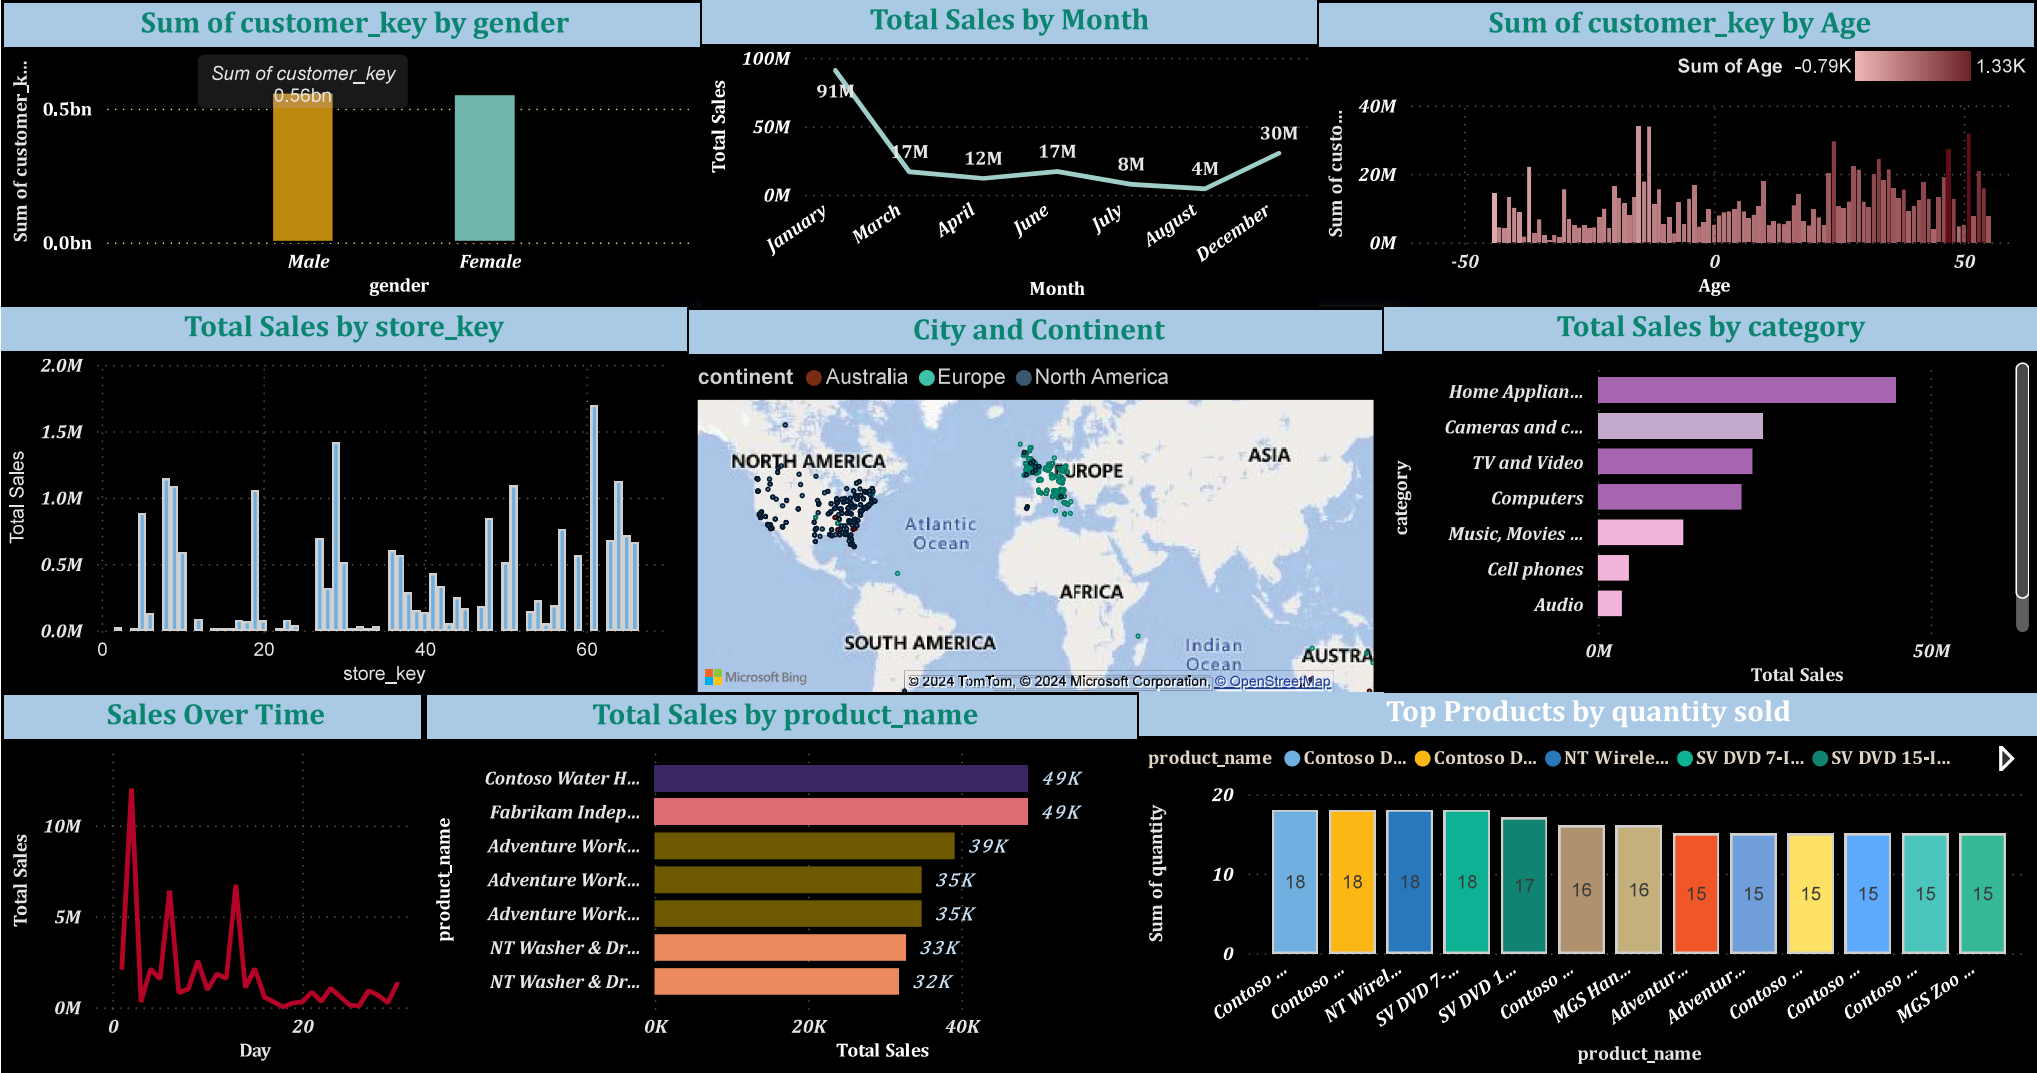 Sum of customer_key by gender
Sum of customer_k...
Sum of customer_key
0.56bn
0.5bn
0.0bn
Male
Female
gender
Total Sales by Month
Total Sales
100M
50M
0M
91M
17M
12M
17M
8M
4M
30M
January
March
April
June
July
August
December
Month
Sum of customer_key by Age
Sum of Age -0.79K 1.33K
Sum of custo...
40M
20M
0M
-50
0
50
Age
Total Sales by store_key
Total Sales
2.0M
1.5M
1.0M
0.5M
0.0M
0
20
40
60
store_key
City and Continent
continent Australia Europe North America
NORTH AMERICA
EUROPE
ASIA
Atlantic
Ocean
AFRICA
SOUTH AMERICA
Indian
Ocean
AUSTRA
Microsoft Bing
© 2024 TomTom, © 2024 Microsoft Corporation, © OpenStreetMap
Total Sales by category
category
Home Applian...
Cameras and c...
TV and Video
Computers
Music, Movies ...
Cell phones
Audio
0M
50M
Total Sales
Sales Over Time
Total Sales
10M
5M
0M
0
20
Day
Total Sales by product_name
product_name
Contoso Water H...
49K
Fabrikam Indep...
49K
Adventure Work...
39K
Adventure Work...
35K
Adventure Work...
35K
NT Washer & Dr...
33K
NT Washer & Dr...
32K
0K
20K
40K
Total Sales
Top Products by quantity sold
product_name Contoso D... Contoso D... NT Wirele... SV DVD 7-I... SV DVD 15-I...
Sum of quantity
20
10
0
18
18
18
18
17
16
16
15
15
15
15
15
15
Contoso ...
Contoso ...
NT Wirel...
SV DVD 7-...
SV DVD 1...
Contoso ...
MGS Han...
Adventur...
Adventur...
Contoso ...
Contoso ...
Contoso ...
MGS Zoo ...
product_name